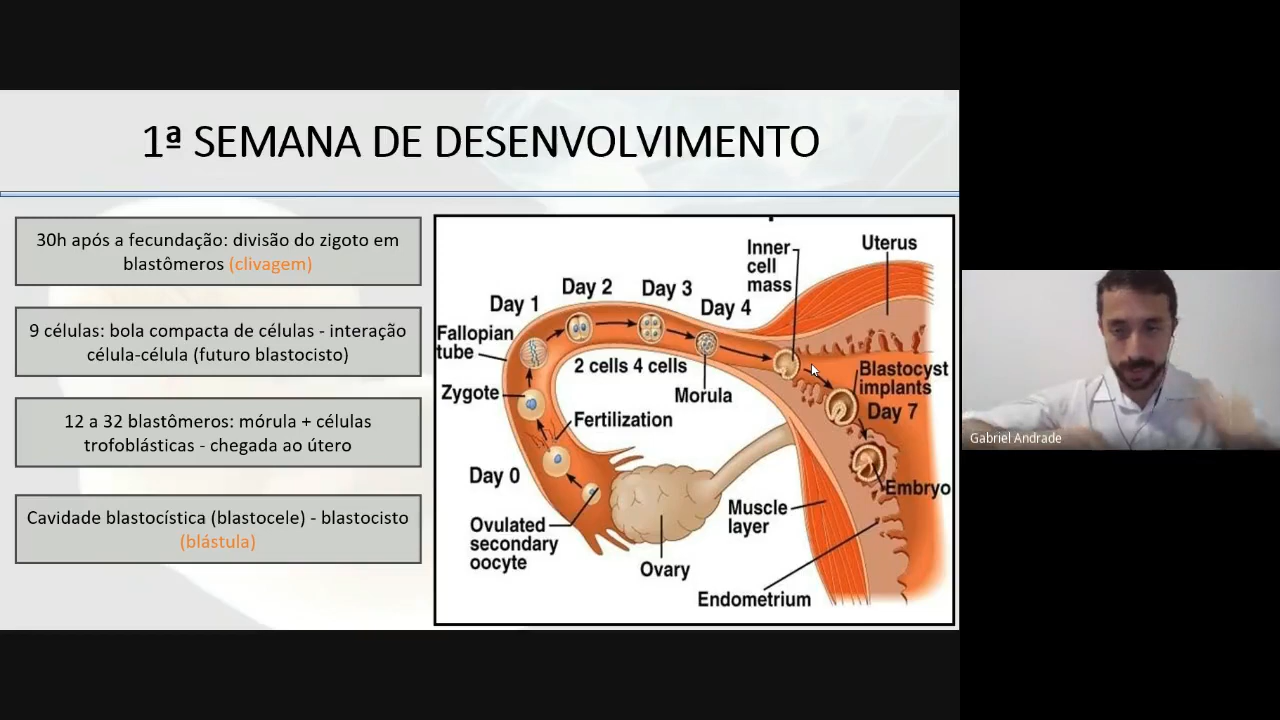 1ª SEMANA DE DESENVOLVIMENTO
30h após a fecundação: divisão do zigoto em
blastômeros (clivagem)
9 células: bola compacta de células - interação
célula-célula (futuro blastocisto)
12 a 32 blastômeros: mórula + células
trofoblásticas - chegada ao útero
Cavidade blastocística (blastocele) - blastocisto
(blástula)
Inner
cell
mass
Uterus
Day 1
Day 2
Day 3
Day 4
Fallopian
tube
2 cells 4 cells
Morula
Blastocyst
implants
Day 7
Zygote
Fertilization
Day 0
Embryo
Ovulated
secondary
oocyte
Ovary
Muscle
layer
Endometrium
Gabriel Andrade